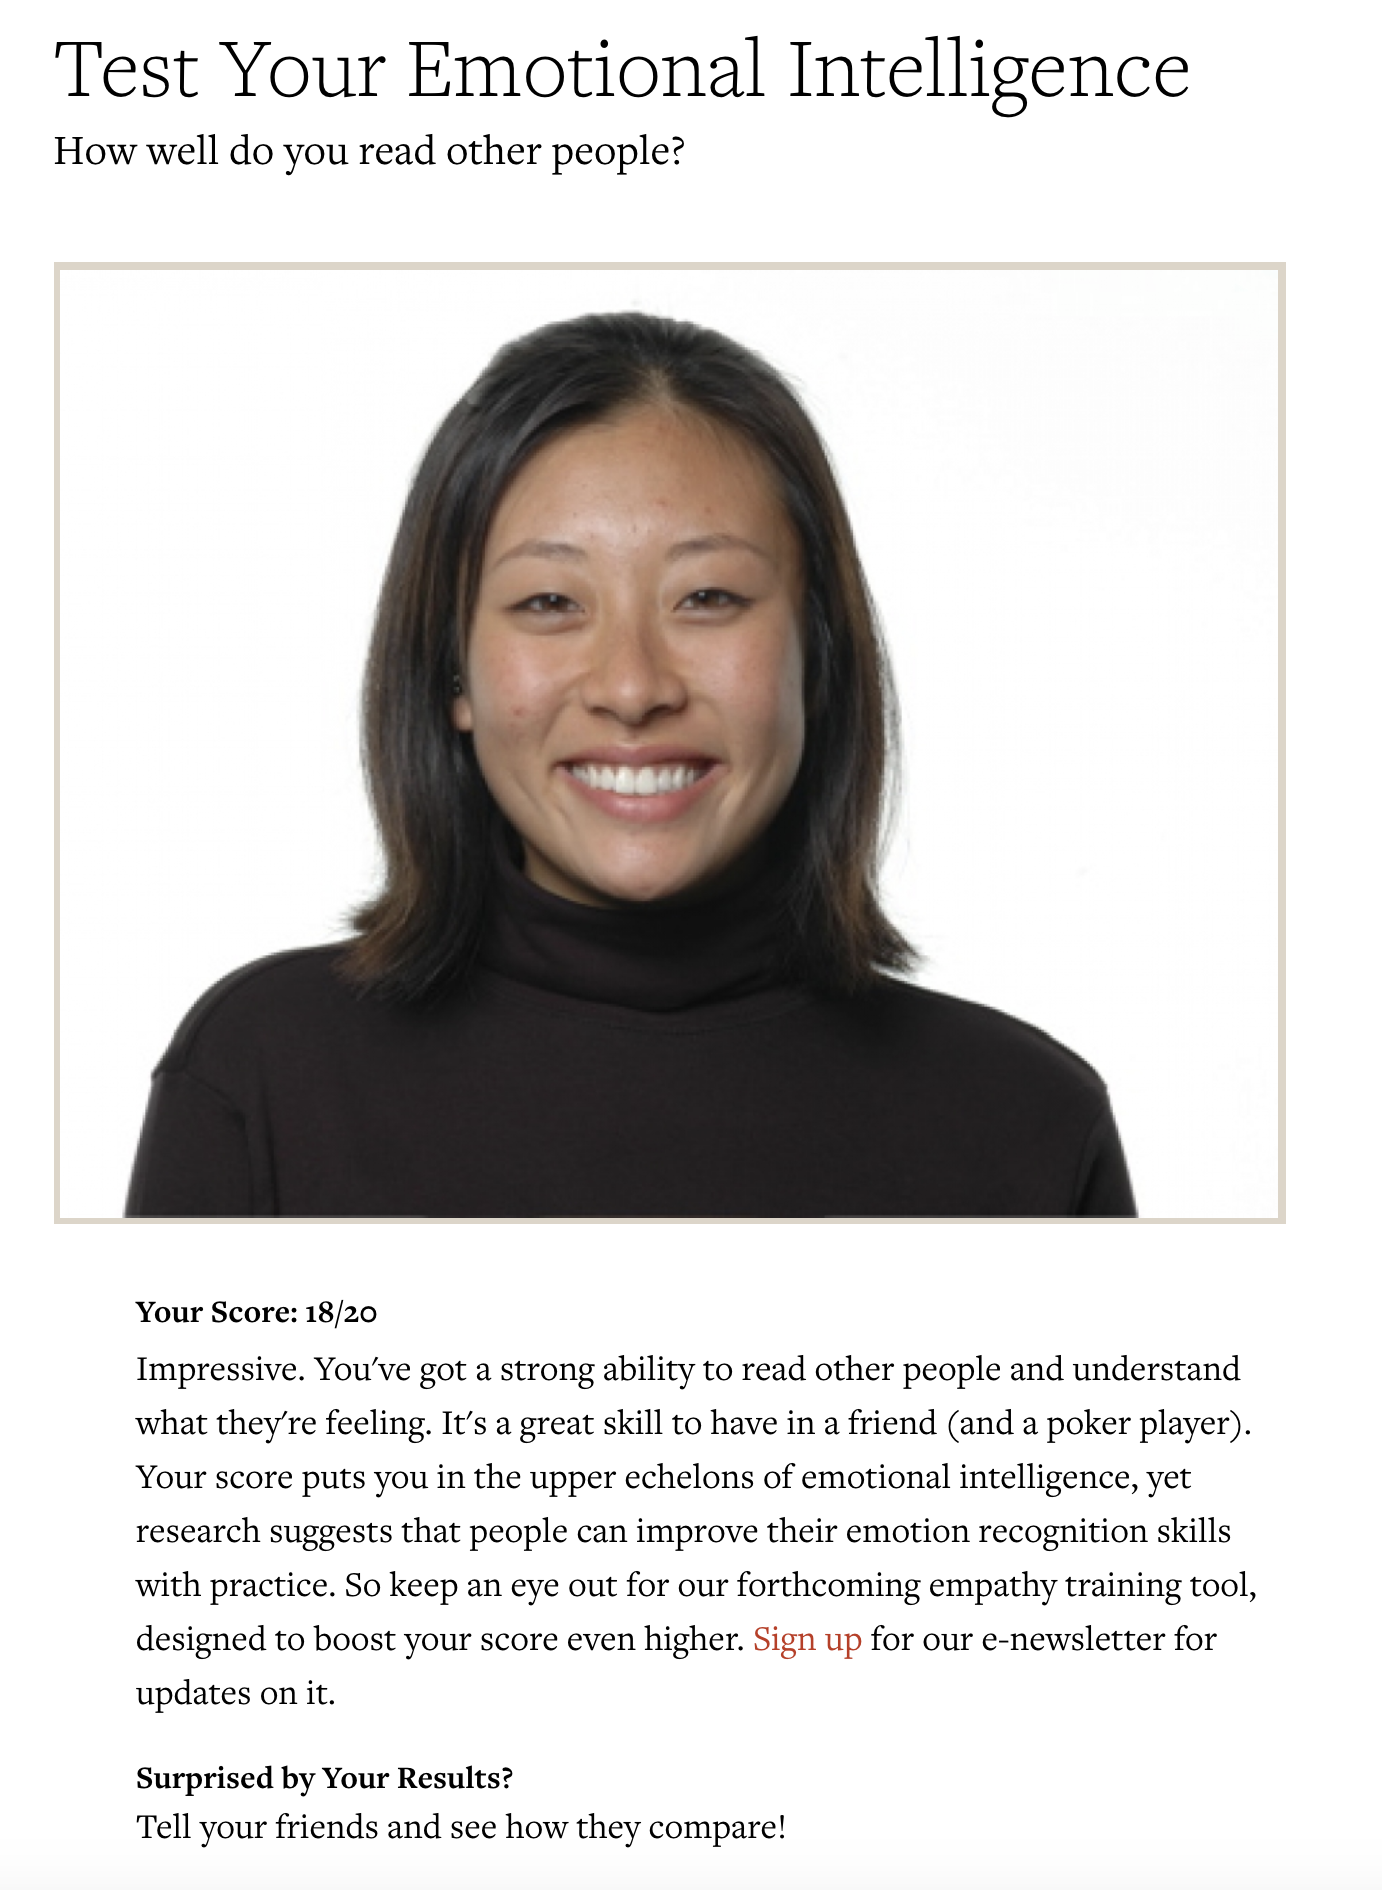 Test Your Emotional Intelligence
How well do you read other people?
Your Score: 18/20
Impressive. You've got a strong ability to read other people and understand
what they're feeling. It's a great skill to have in a friend (and a poker player).
Your score puts you in the upper echelons of emotional intelligence, yet
research suggests that people can improve their emotion recognition skills
with practice. So keep an eye out for our forthcoming empathy training tool,
designed to boost your score even higher. Sign up for our e-newsletter for
updates on it.
Surprised by Your Results?
Tell your friends and see how they compare!